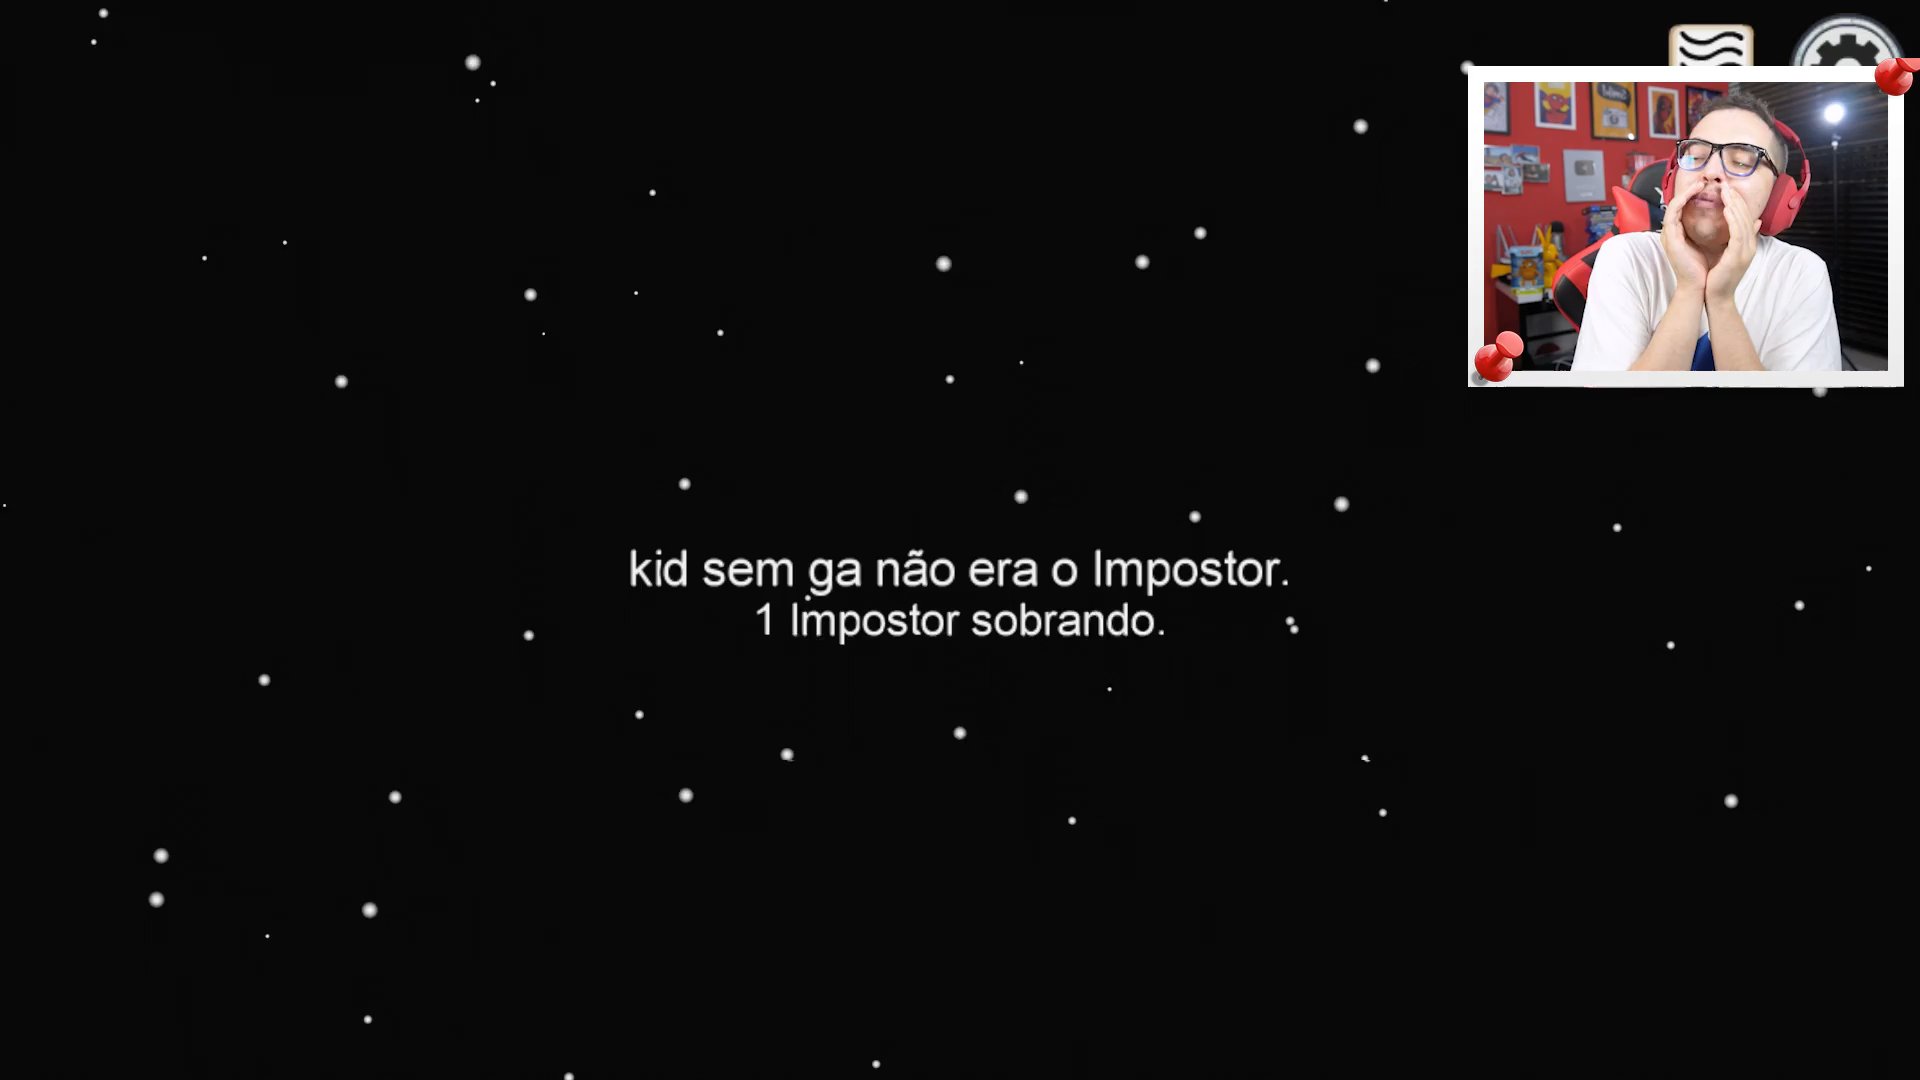 kid sem ga não era o Impostor.
1 Impostor sobrando.